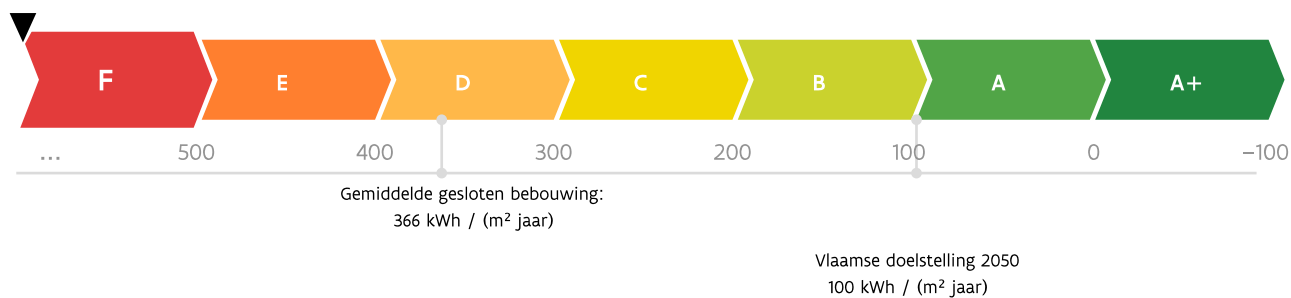 F E D C B A A+
... 500 400 300 200 100 0 −100
Gemiddelde gesloten bebouwing:
366 kWh / (m² jaar)
Vlaamse doelstelling 2050
100 kWh / (m² jaar)